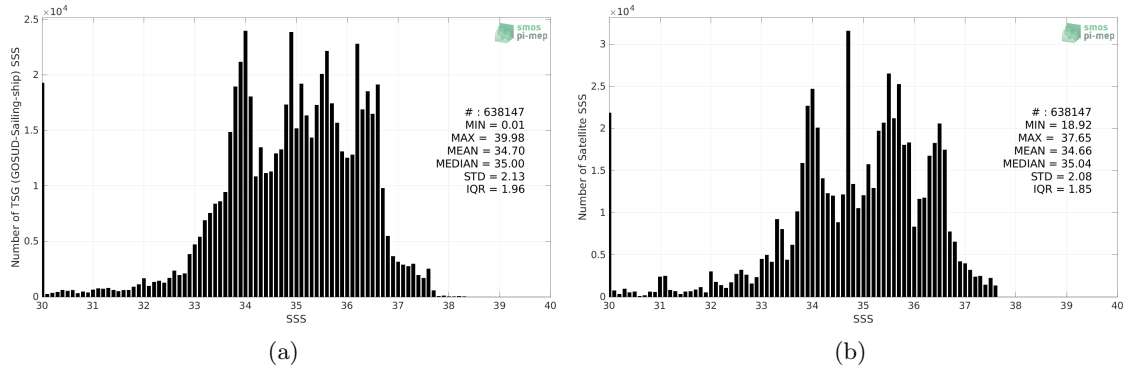 ×10⁴
2.5
2
1.5
1
0.5
0
30 31 32 33 34 35 36 37 38 39 40
SSS
Number of TSG (GOSUD-Sailing-ship) SSS
smos
pi-mep
# : 638147
MIN = 0.01
MAX = 39.98
MEAN = 34.70
MEDIAN = 35.00
STD = 2.13
IQR = 1.96
(a)
×10⁴
3
2.5
2
1.5
1
0.5
0
30 31 32 33 34 35 36 37 38 39 40
SSS
Number of Satellite SSS
smos
pi-mep
# : 638147
MIN = 18.92
MAX = 37.65
MEAN = 34.66
MEDIAN = 35.04
STD = 2.08
IQR = 1.85
(b)